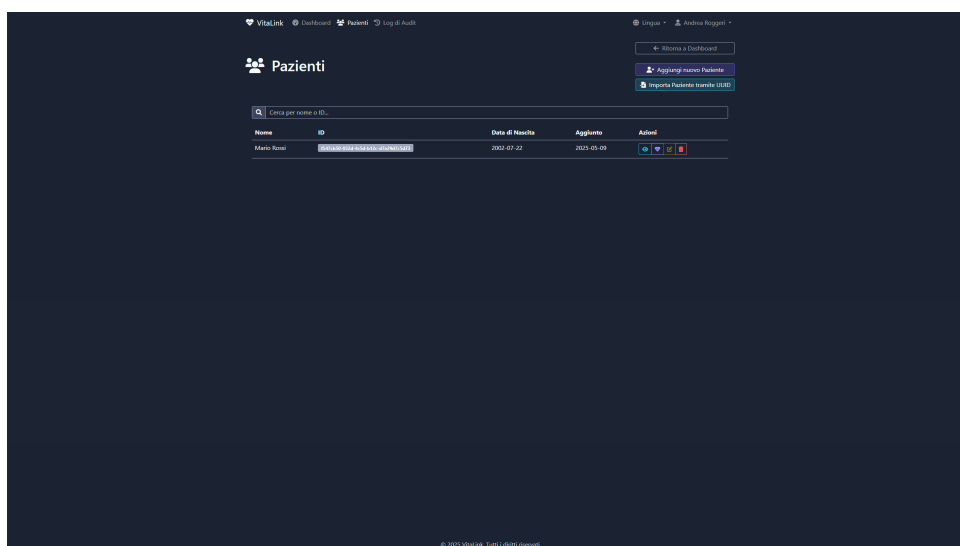 VitaLink Dashboard Pazienti Log di Audit Lingua Andrea Roggeri
← Ritorna a Dashboard
Pazienti
Aggiungi nuovo Paziente
Importa Paziente tramite UUID
Cerca per nome o ID...
Nome ID Data di Nascita Aggiunto Azioni
Mario Rossi 2002-07-22 2025-05-09
© 2025 VitaLink. Tutti i diritti riservati.